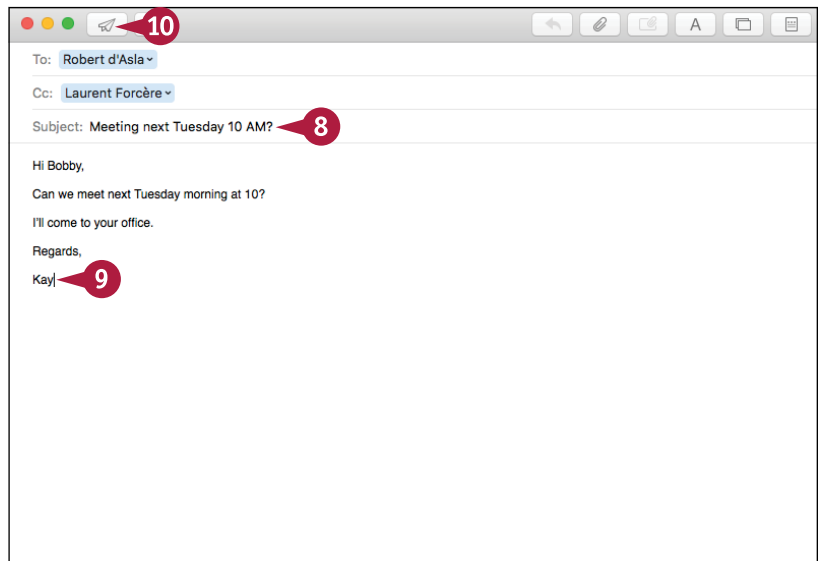 10
To: Robert d'Asla
Cc: Laurent Forcère
Subject: Meeting next Tuesday 10 AM? 8
Hi Bobby,
Can we meet next Tuesday morning at 10?
I'll come to your office.
Regards,
Kay 9
A